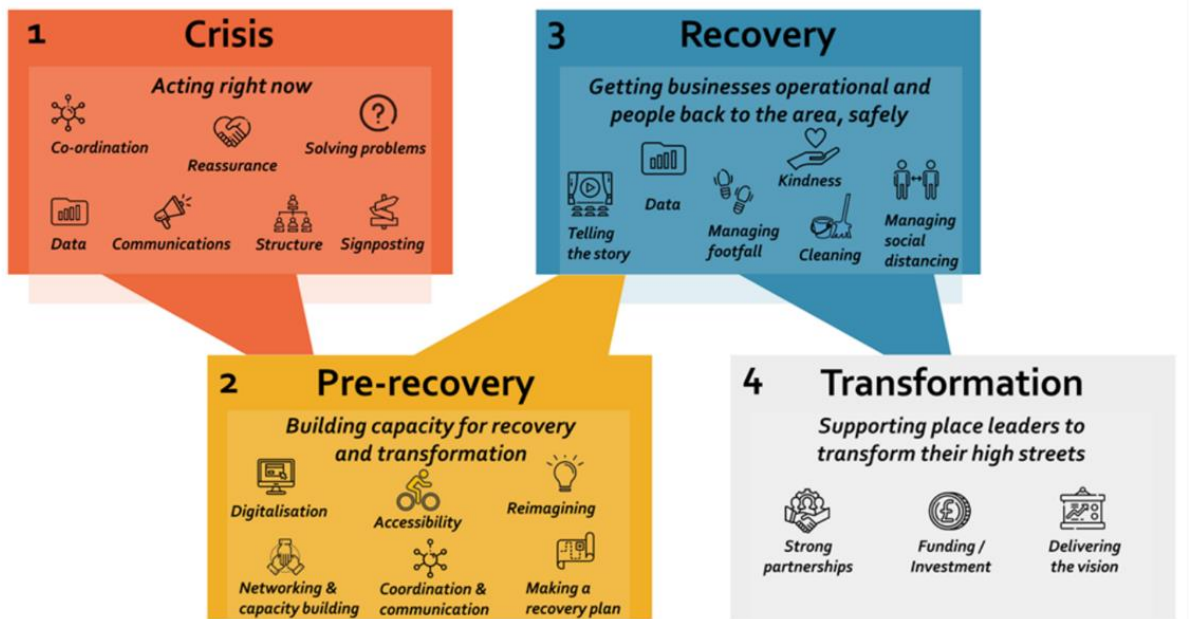 1 Crisis
Acting right now
Co-ordination
Reassurance
Solving problems
Data
Communications
Structure
Signposting
2 Pre-recovery
Building capacity for recovery
and transformation
Digitalisation
Accessibility
Reimagining
Networking &
capacity building
Coordination &
communication
Making a
recovery plan
3 Recovery
Getting businesses operational and
people back to the area, safely
Telling
the story
Data
Managing
footfall
Kindness
Cleaning
Managing
social
distancing
4 Transformation
Supporting place leaders to
transform their high streets
Strong
partnerships
£
Funding /
Investment
Delivering
the vision